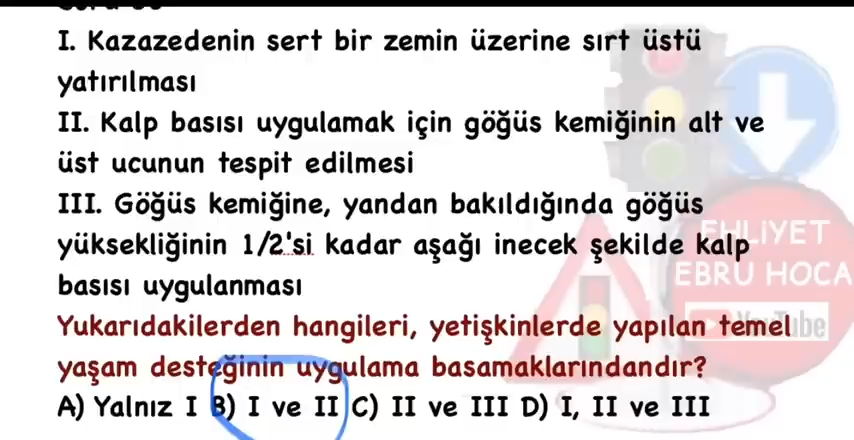 I. Kazazedenin sert bir zemin üzerine sırt üstü
yatırılması
II. Kalp basısı uygulamak için göğüs kemiğinin alt ve
üst ucunun tespit edilmesi
III. Göğüs kemiğine, yandan bakıldığında göğüs
yüksekliğinin 1/2'si kadar aşağı inecek şekilde kalp
basısı uygulanması
Yukarıdakilerden hangileri, yetişkinlerde yapılan temel
yaşam desteğinin uygulama basamaklarındandır?
A) Yalnız I B) I ve II C) II ve III D) I, II ve III
EHLİYET
EBRU HOCA
YouTube